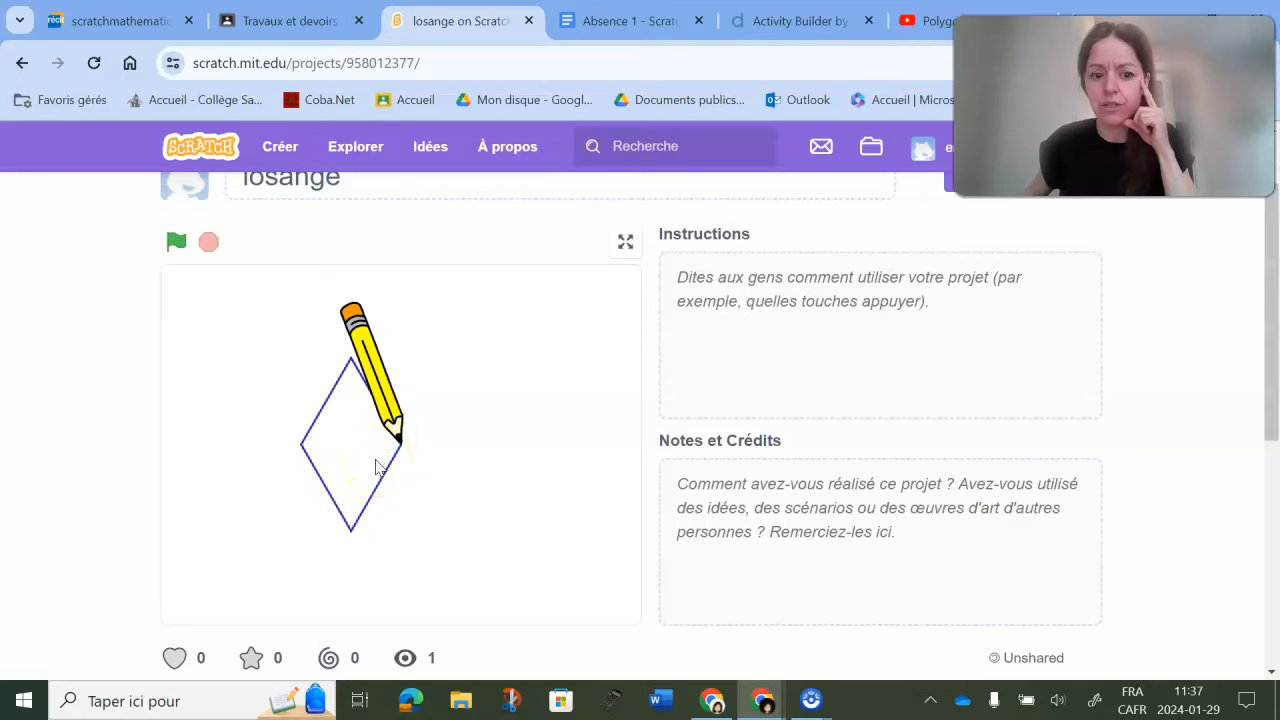 scratchmathematic
Travaux et devoirs
losange on Scratch
Absence 1 - Scratc
Activity Builder by
Polyg
scratch.mit.edu/projects/958012377/
Favoris gérés
Accueil - Collège Sa...
Coba.Net
Accueil
Mon disque - Googl...
Documents publics...
Outlook
Accueil | Micros
SCRATCH
Créer
Explorer
Idées
À propos
Recherche
losange
Instructions
Dites aux gens comment utiliser votre projet (par
exemple, quelles touches appuyer).
Notes et Crédits
Comment avez-vous réalisé ce projet ? Avez-vous utilisé
des idées, des scénarios ou des œuvres d'art d'autres
personnes ? Remerciez-les ici.
0
0
0
1
Unshared
Taper ici pour
FRA
CAFR
11:37
2024-01-29